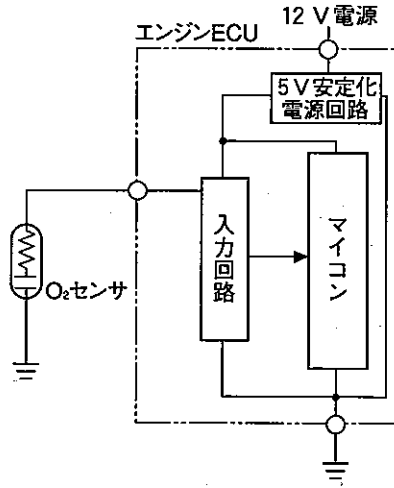 12 V 電源
エンジンECU
5V安定化
電源回路
入力回路
マイコン
O₂センサ